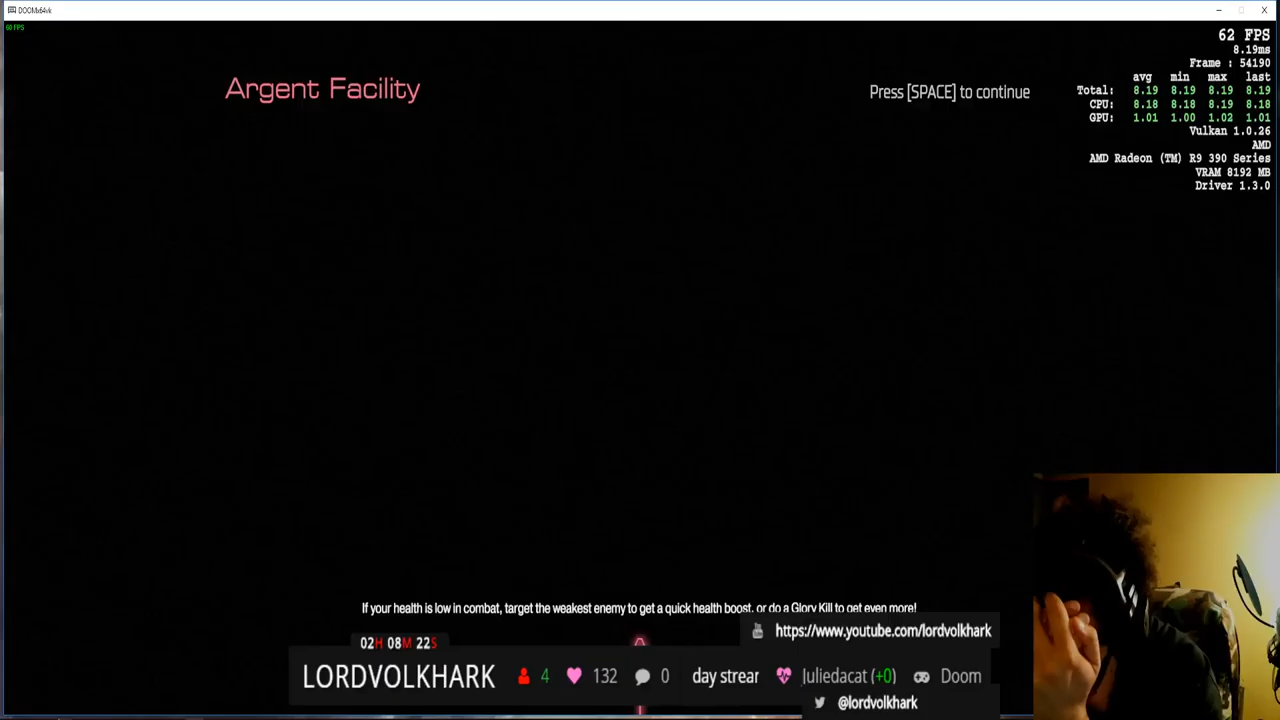 DOOMx64vk
60 FPS
62 FPS
8.19ms
Frame : 54190
avg min max last
Total: 8.19 8.19 8.19 8.19
CPU: 8.18 8.18 8.19 8.18
GPU: 1.01 1.00 1.02 1.01
Vulkan 1.0.26
AMD
AMD Radeon (TM) R9 390 Series
VRAM 8192 MB
Driver 1.3.0
Argent Facility
Press [SPACE] to continue
If your health is low in combat, target the weakest enemy to get a quick health boost, or do a Glory Kill to get even more!
https://www.youtube.com/lordvolkhark
02H 08M 22S
LORDVOLKHARK 4 132 0 day strear Juliedacat (+0) Doom
@lordvolkhark